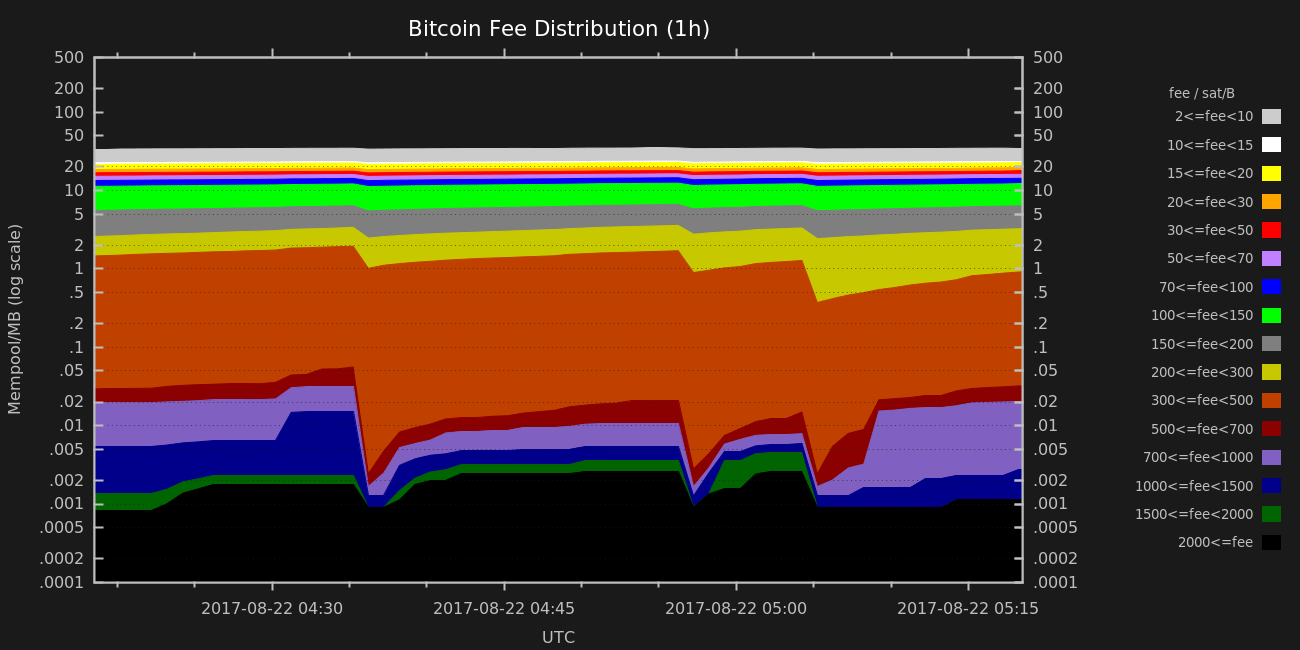 Bitcoin Fee Distribution (1h)
Mempool/MB (log scale)
500
200
100
50
20
10
5
2
1
.5
.2
.1
.05
.02
.01
.005
.002
.001
.0005
.0002
.0001
500
200
100
50
20
10
5
2
1
.5
.2
.1
.05
.02
.01
.005
.002
.001
.0005
.0002
.0001
2017-08-22 04:30
2017-08-22 04:45
2017-08-22 05:00
2017-08-22 05:15
UTC
fee / sat/B
2<=fee<10
10<=fee<15
15<=fee<20
20<=fee<30
30<=fee<50
50<=fee<70
70<=fee<100
100<=fee<150
150<=fee<200
200<=fee<300
300<=fee<500
500<=fee<700
700<=fee<1000
1000<=fee<1500
1500<=fee<2000
2000<=fee